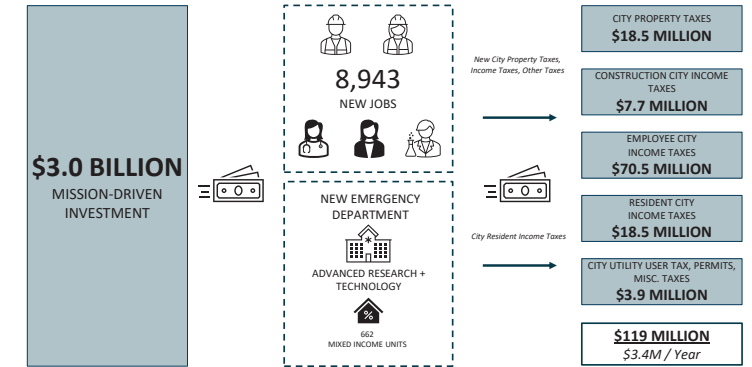 $3.0 BILLION
MISSION-DRIVEN
INVESTMENT
8,943
NEW JOBS
NEW EMERGENCY
DEPARTMENT
ADVANCED RESEARCH +
TECHNOLOGY
%
662
MIXED INCOME UNITS
New City Property Taxes,
Income Taxes, Other Taxes
City Resident Income Taxes
CITY PROPERTY TAXES
$18.5 MILLION
CONSTRUCTION CITY INCOME
TAXES
$7.7 MILLION
EMPLOYEE CITY
INCOME TAXES
$70.5 MILLION
RESIDENT CITY
INCOME TAXES
$18.5 MILLION
CITY UTILITY USER TAX, PERMITS,
MISC. TAXES
$3.9 MILLION
$119 MILLION
$3.4M / Year